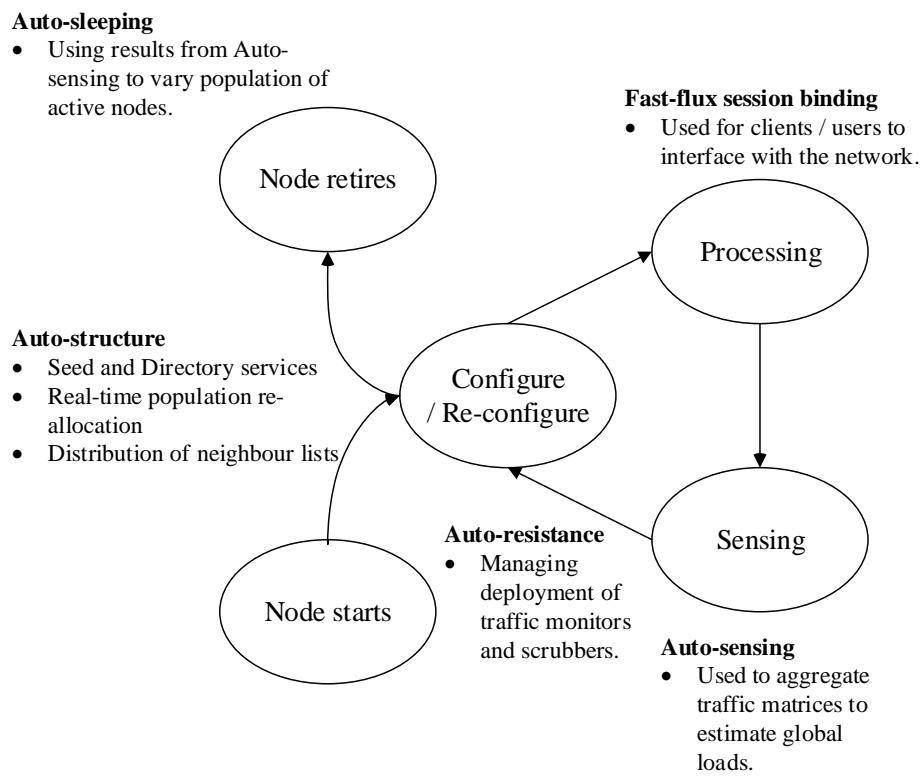 Auto-sleeping
• Using results from Auto-
sensing to vary population of
active nodes.
Fast-flux session binding
• Used for clients / users to
interface with the network.
Node retires
Processing
Auto-structure
• Seed and Directory services
• Real-time population re-
allocation
• Distribution of neighbour lists
Configure
/ Re-configure
Auto-resistance
• Managing
deployment of
traffic monitors
and scrubbers.
Sensing
Node starts
Auto-sensing
• Used to aggregate
traffic matrices to
estimate global
loads.